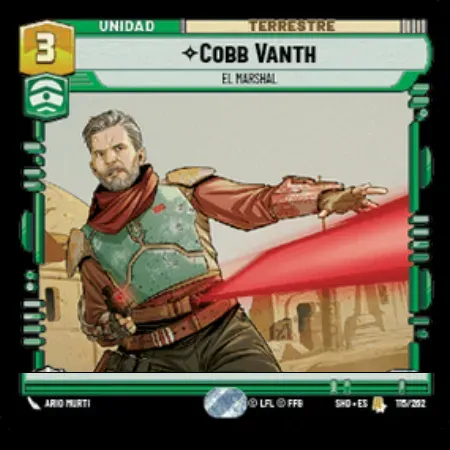 UNIDAD
TERRESTRE
3
COBB VANTH
EL MARSHAL
ARIO MURTI
© LFL © FFG
SHD • ES
115/262